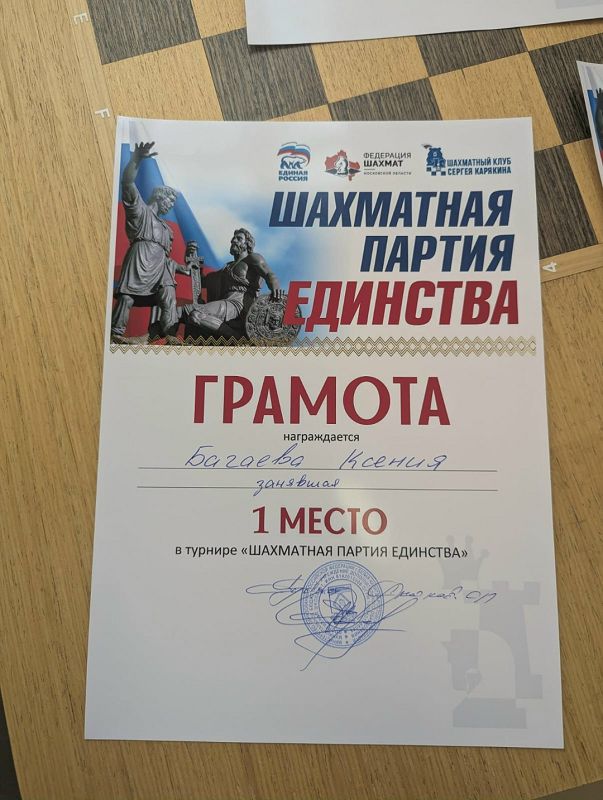 E
F
4
ЕДИНАЯ
РОССИЯ
ФЕДЕРАЦИЯ
ШАХМАТ
МОСКОВСКОЙ ОБЛАСТИ
ШАХМАТНЫЙ КЛУБ
СЕРГЕЯ КАРЯКИНА
ШАХМАТНАЯ
ПАРТИЯ
ЕДИНСТВА
ГРАМОТА
награждается
Багаева Ксения
занявшая
1 МЕСТО
в турнире «ШАХМАТНАЯ ПАРТИЯ ЕДИНСТВА»